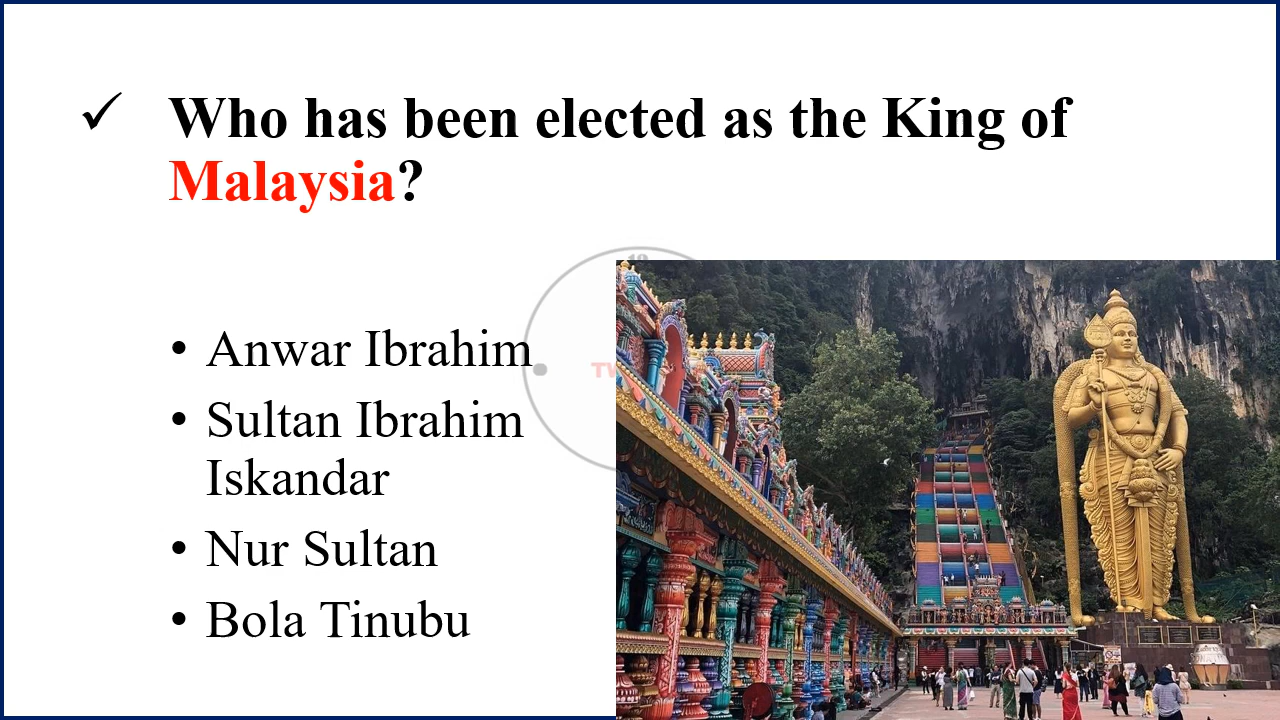 ✓ Who has been elected as the King of
Malaysia?
• Anwar Ibrahim
• Sultan Ibrahim
Iskandar
• Nur Sultan
• Bola Tinubu